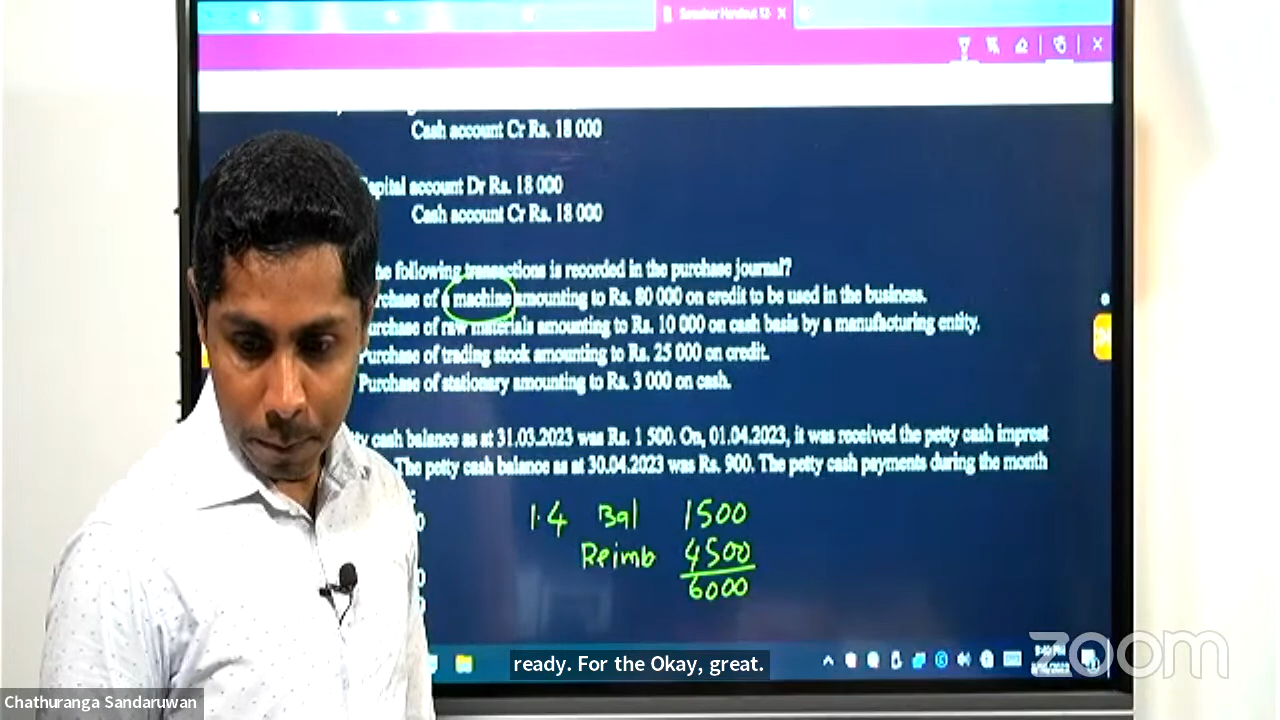 Semainar Handout 12-
Cash account Cr Rs. 18 000
Capital account Dr Rs. 18 000
Cash account Cr Rs. 18 000
the following transactions is recorded in the purchase journal?
rchase of a machine amounting to Rs. 80 000 on credit to be used in the business.
urchase of raw materials amounting to Rs. 10 000 on cash basis by a manufacturing entity.
Purchase of trading stock amounting to Rs. 25 000 on credit.
Purchase of stationary amounting to Rs. 3 000 on cash.
tty cash balance as at 31.03.2023 was Rs. 1 500. On, 01.04.2023, it was received the petty cash imprest
The petty cash balance as at 30.04.2023 was Rs. 900. The petty cash payments during the month
1.4 Bal 1500
Reimb 4500
6000
zoom
ready. For the Okay, great.
Chathuranga Sandaruwan